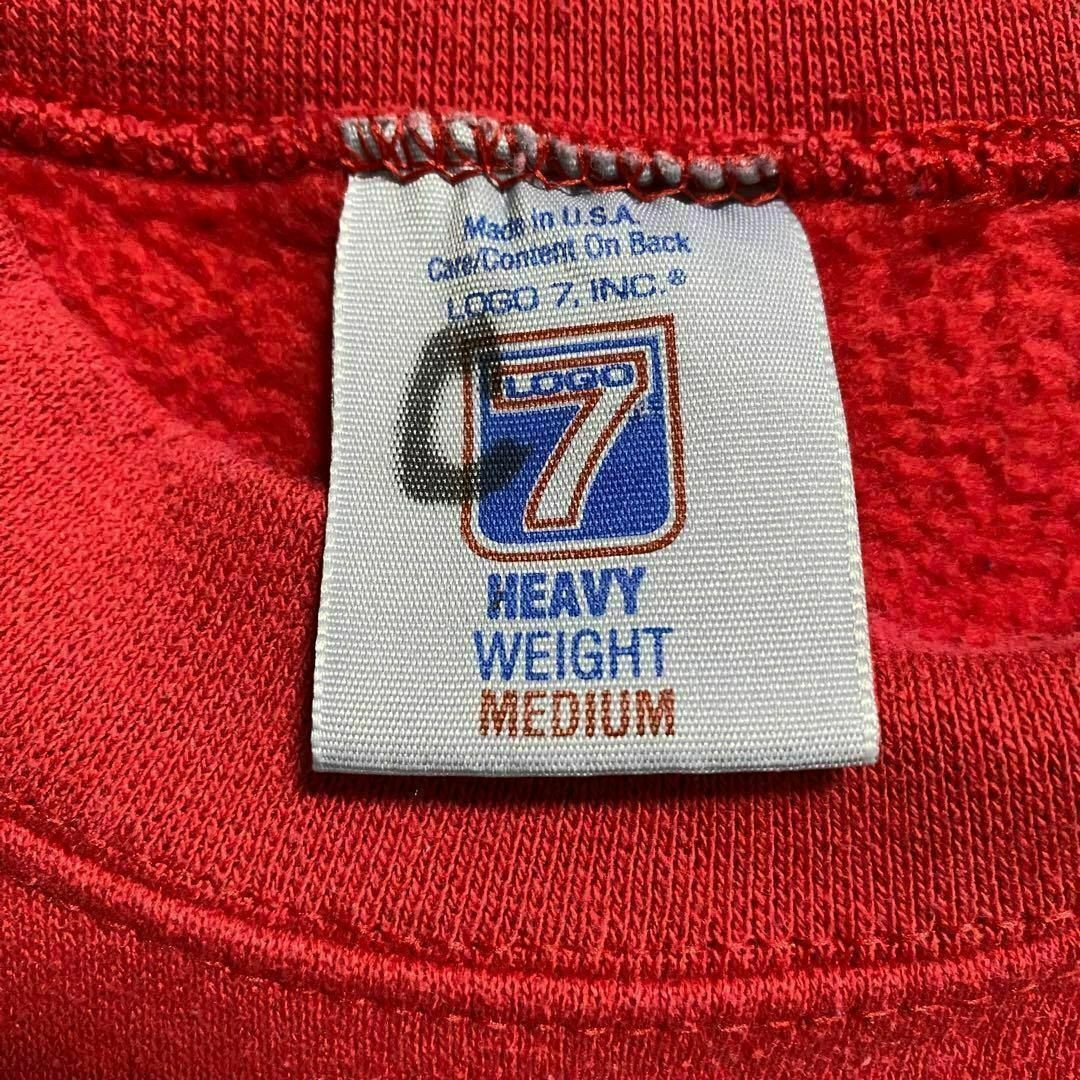 Made in U.S.A.
Care/Content On Back
LOGO 7, INC.®
C
LOGO
7
HEAVY
WEIGHT
MEDIUM